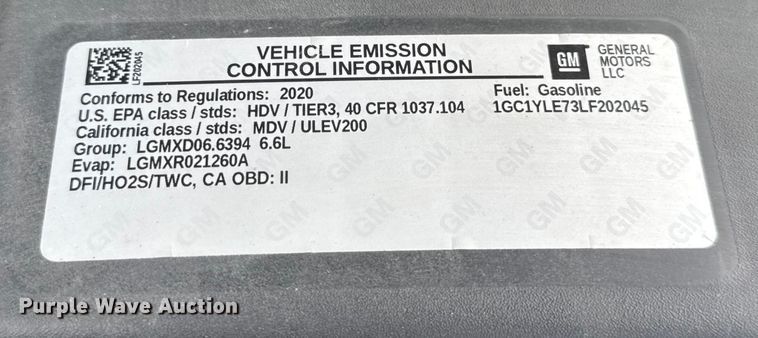 LF202045
VEHICLE EMISSION
CONTROL INFORMATION
GM
GENERAL
MOTORS
LLC
Conforms to Regulations: 2020
Fuel: Gasoline
U.S. EPA class / stds: HDV / TIER3, 40 CFR 1037.104
1GC1YLE73LF202045
California class / stds: MDV / ULEV200
Group: LGMXD06.6394 6.6L
Evap: LGMXR021260A
DFI/HO2S/TWC, CA OBD: II
Purple Wave Auction